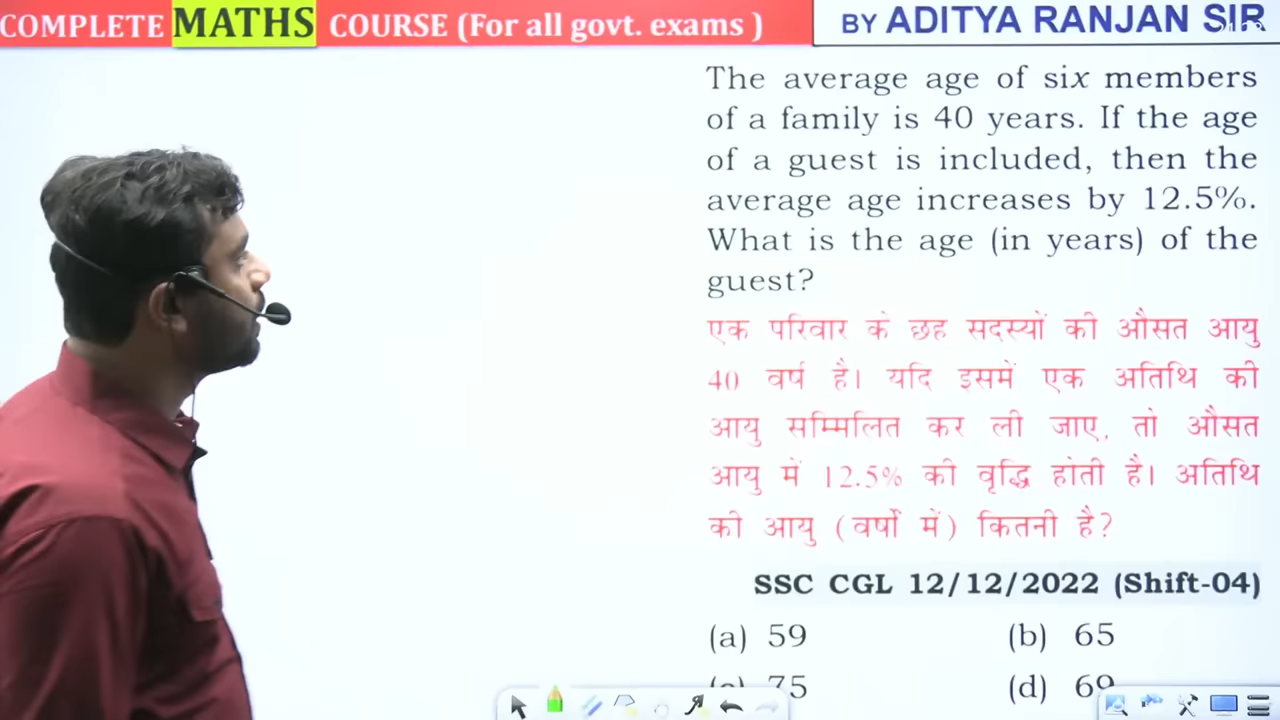 COMPLETE MATHS COURSE (For all govt. exams )
BY ADITYA RANJAN SIR
The average age of six members
of a family is 40 years. If the age
of a guest is included, then the
average age increases by 12.5%.
What is the age (in years) of the
guest?
एक परिवार के छह सदस्यों की औसत आयु
40 वर्ष है। यदि इसमें एक अतिथि की
आयु सम्मिलित कर ली जाए, तो औसत
आयु में 12.5% की वृद्धि होती है। अतिथि
की आयु (वर्षों में) कितनी है?
SSC CGL 12/12/2022 (Shift-04)
(a) 59 (b) 65
(c) 75 (d) 69